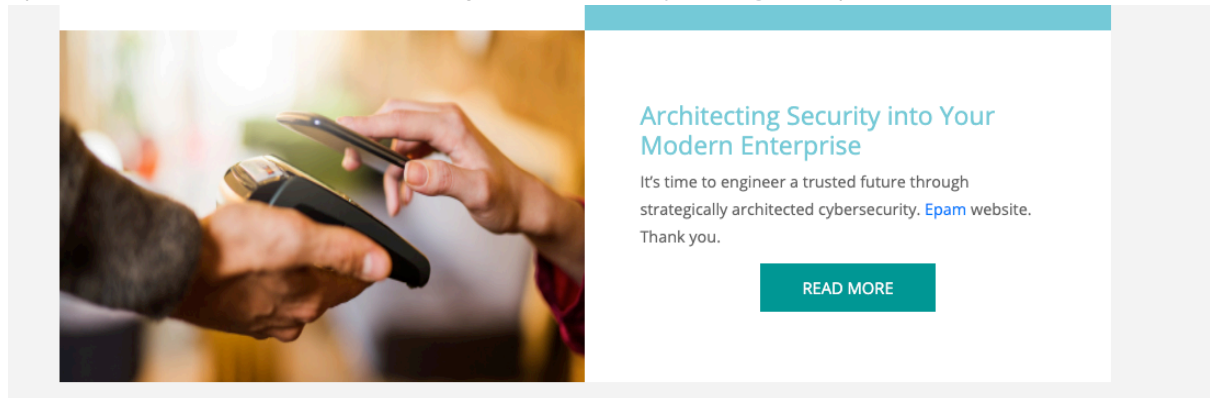 Architecting Security into Your
Modern Enterprise
It's time to engineer a trusted future through
strategically architected cybersecurity. Epam website.
Thank you.
READ MORE